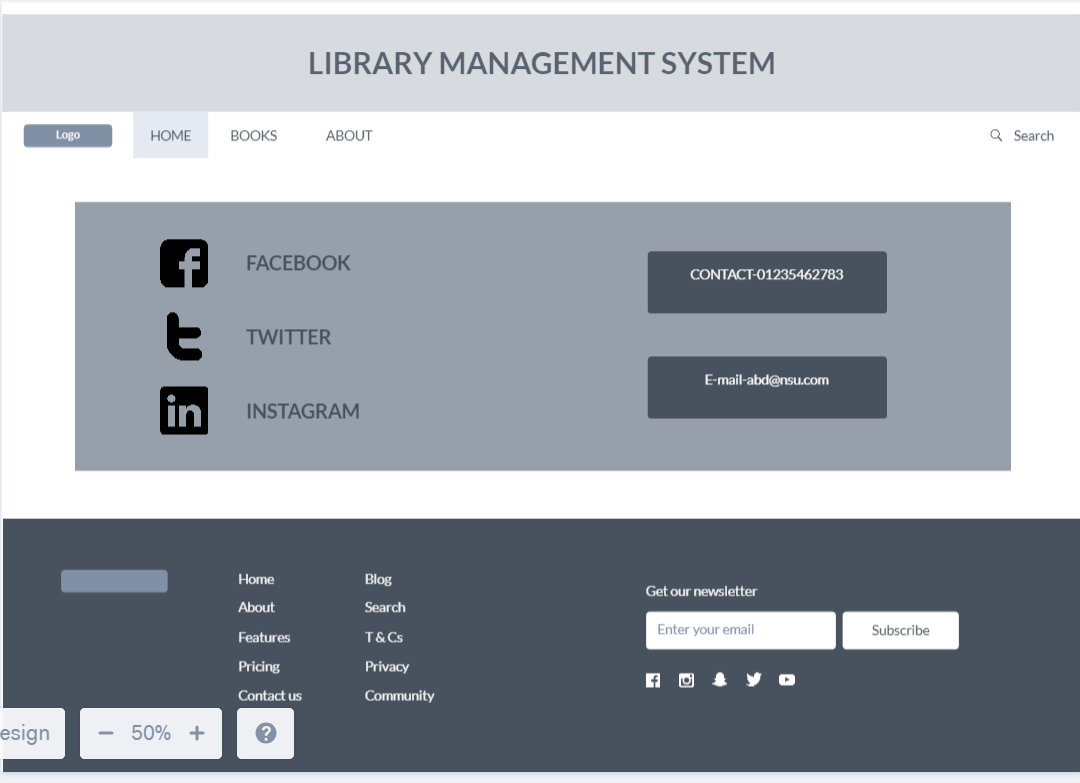 LIBRARY MANAGEMENT SYSTEM
Logo
HOME
BOOKS
ABOUT
Search
FACEBOOK
CONTACT-01235462783
TWITTER
E-mail-abd@nsu.com
INSTAGRAM
Home
Blog
About
Search
Features
T & Cs
Pricing
Privacy
Contact us
Community
Get our newsletter
Enter your email
Subscribe
esign
50%